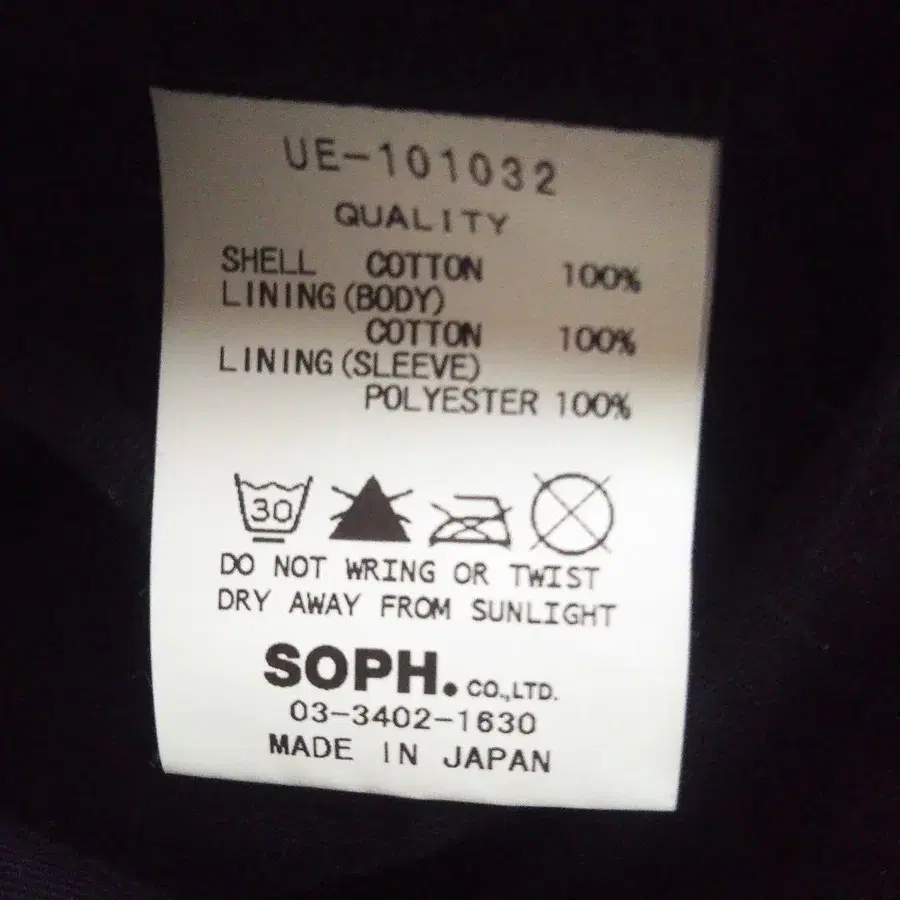 UE-101032
QUALITY
SHELL COTTON 100%
LINING(BODY)
COTTON 100%
LINING(SLEEVE)
POLYESTER 100%
30
DO NOT WRING OR TWIST
DRY AWAY FROM SUNLIGHT
SOPH. CO.,LTD.
03-3402-1630
MADE IN JAPAN